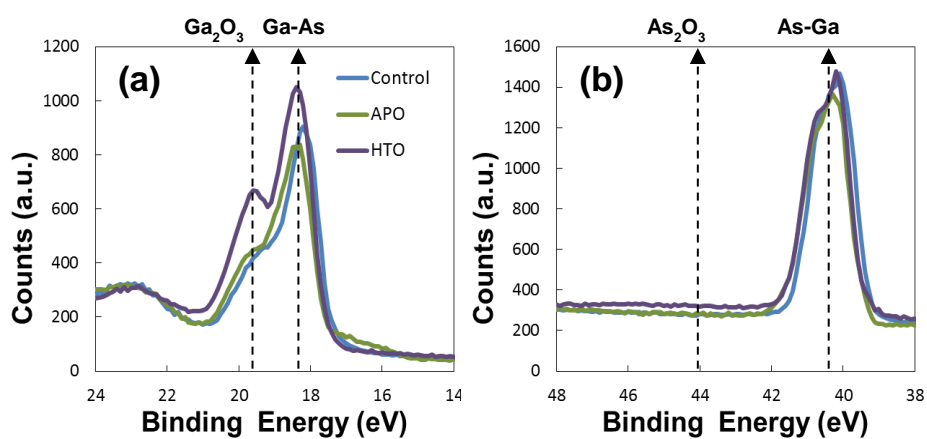 Ga₂O₃ Ga-As
1200
1000
800
600
400
200
0
24 22 20 18 16 14
Counts (a.u.)
Binding Energy (eV)
(a)
Control
APO
HTO
As₂O₃ As-Ga
1600
1400
1200
1000
800
600
400
200
0
48 46 44 42 40 38
Counts (a.u.)
Binding Energy (eV)
(b)